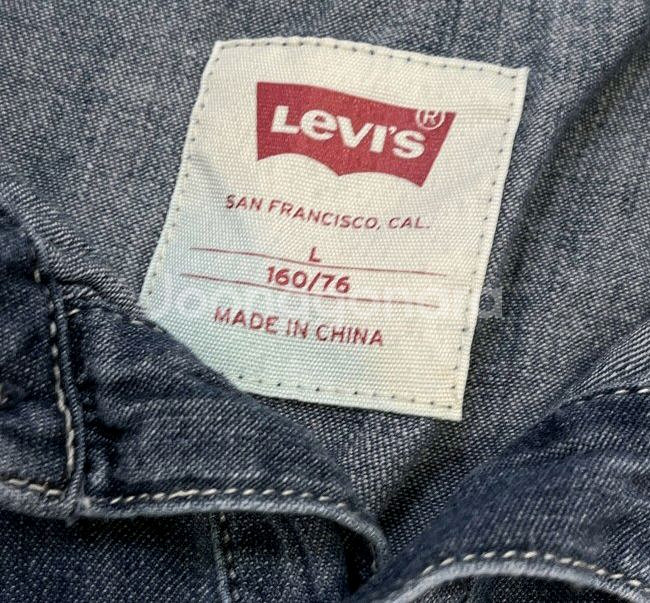 Levi's®
SAN FRANCISCO, CAL.
L
160/76
MADE IN CHINA